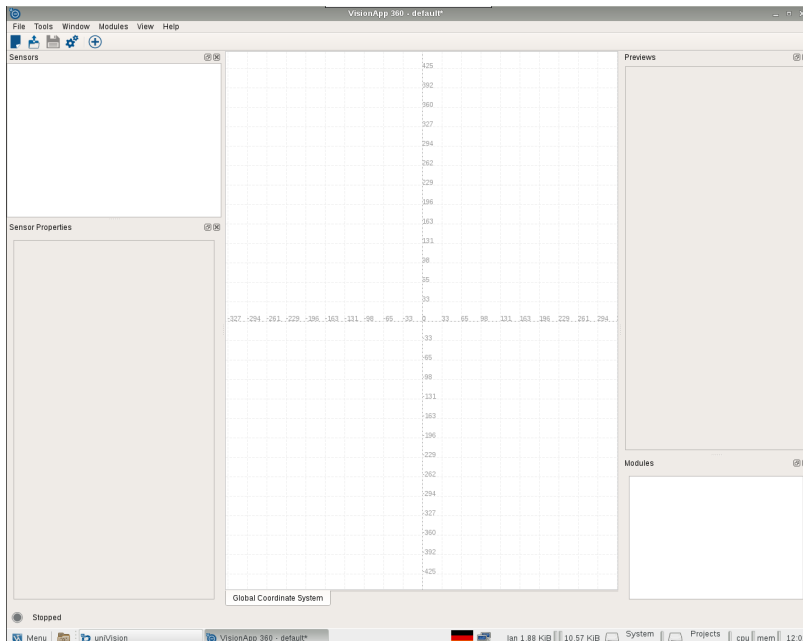 VisionApp 360 - default*
File Tools Window Modules View Help
Sensors
Previews
425
392
360
327
294
262
229
196
163
131
98
65
33
Sensor Properties
-327 -294 -261 -229 -196 -163 -131 -98 -65 -33 0 33 65 98 131 163 196 229 261 294
-33
-65
-98
-131
-163
-196
-229
-262
-294
-327
-360
-392
-425
Modules
Global Coordinate System
Stopped
Menu uniVision VisionApp 360 - default* lan 1.88 KiB 10.57 KiB System Projects cpu mem